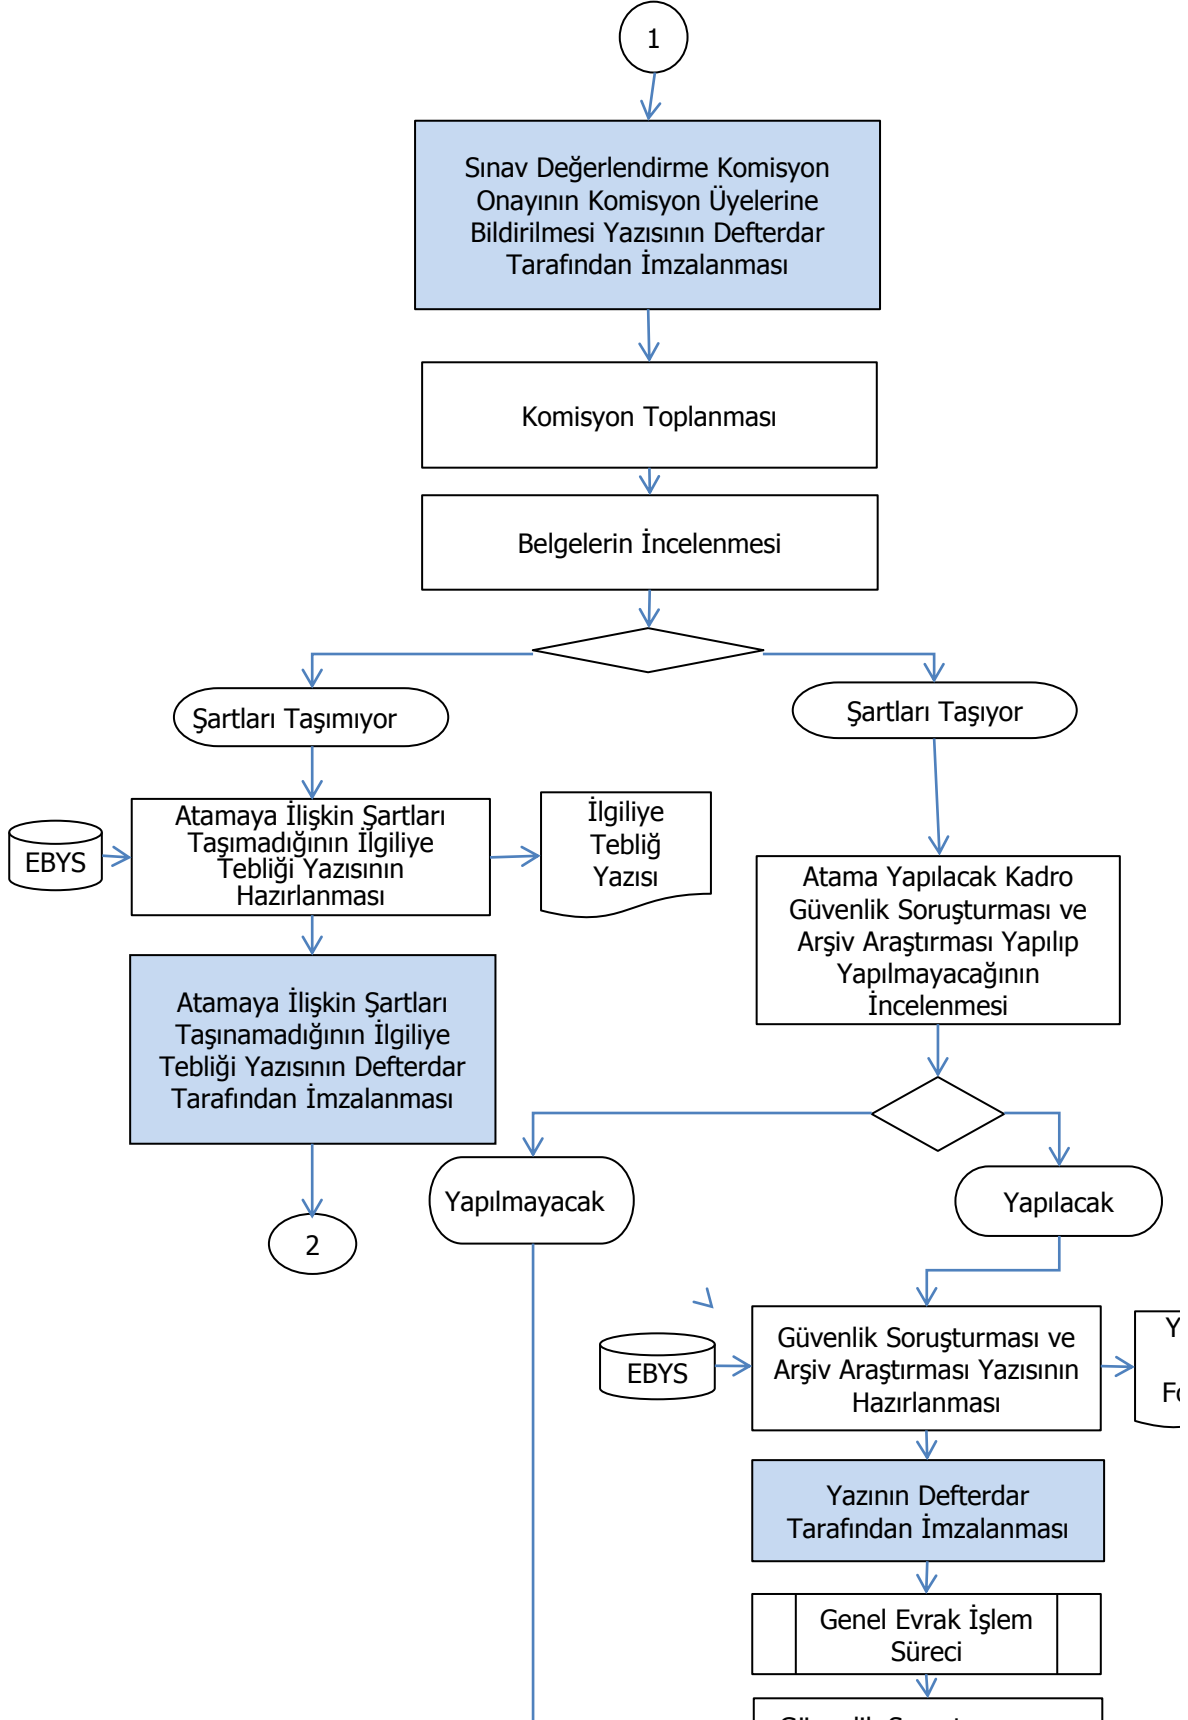 1
Sınav Değerlendirme Komisyon
Onayının Komisyon Üyelerine
Bildirilmesi Yazısının Defterdar
Tarafından İmzalanması
Komisyon Toplanması
Belgelerin İncelenmesi
Şartları Taşımıyor
Şartları Taşıyor
EBYS
Atamaya İlişkin Şartları
Taşımadığının İlgiliye
Tebliği Yazısının
Hazırlanması
İlgiliye
Tebliğ
Yazısı
Atama Yapılacak Kadro
Güvenlik Soruşturması ve
Arşiv Araştırması Yapılıp
Yapılmayacağının
İncelenmesi
Atamaya İlişkin Şartları
Taşınamadığının İlgiliye
Tebliği Yazısının Defterdar
Tarafından İmzalanması
Yapılmayacak
Yapılacak
2
EBYS
Güvenlik Soruşturması ve
Arşiv Araştırması Yazısının
Hazırlanması
Yazının Defterdar
Tarafından İmzalanması
Genel Evrak İşlem
Süreci